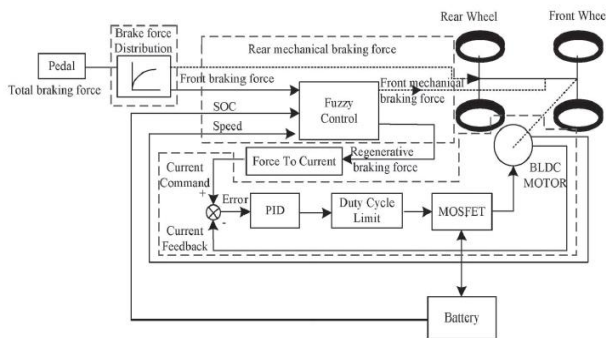 Rear Wheel
Front Whee
Brake force
Distribution
Pedal
Total braking force
Rear mechanical braking force
Front braking force
Front mechanical
braking force
Fuzzy
Control
SOC
Speed
Regenerative
braking force
Force To Current
BLDC
MOTOR
Current
Command
+
Error
-
PID
Duty Cycle
Limit
MOSFET
Current
Feedback
Battery